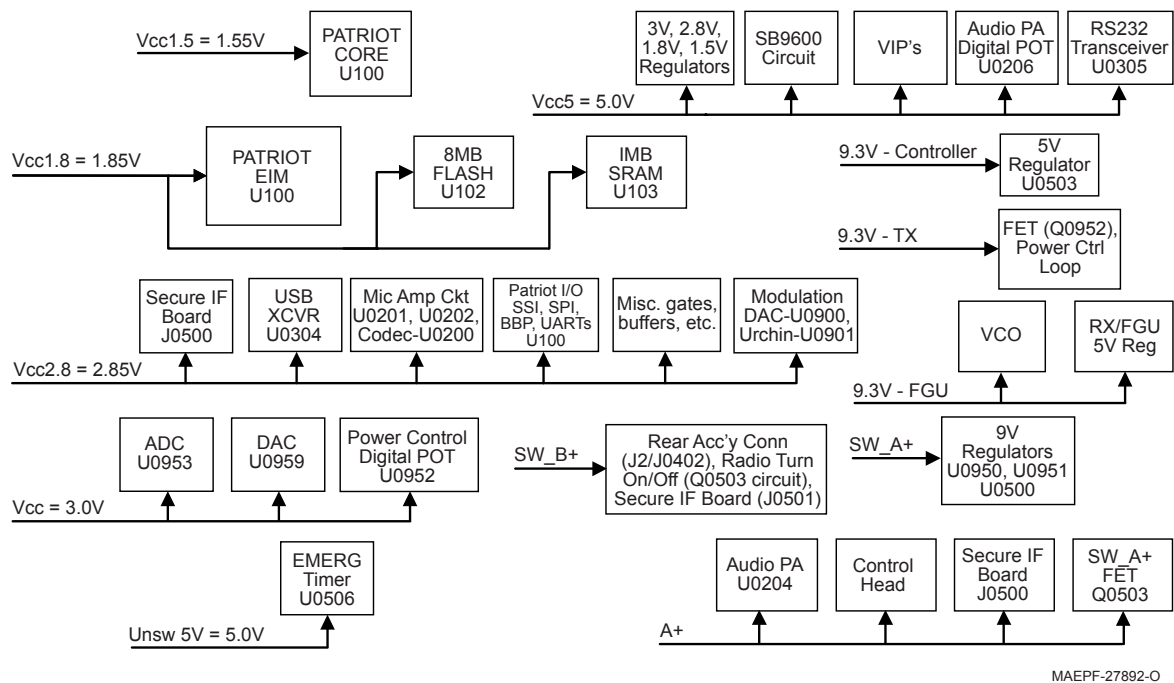 Vcc1.5 = 1.55V
PATRIOT
CORE
U100
3V, 2.8V,
1.8V, 1.5V
Regulators
SB9600
Circuit
VIP's
Audio PA
Digital POT
U0206
RS232
Transceiver
U0305
Vcc5 = 5.0V
Vcc1.8 = 1.85V
PATRIOT
EIM
U100
8MB
FLASH
U102
IMB
SRAM
U103
9.3V - Controller
5V
Regulator
U0503
9.3V - TX
FET (Q0952),
Power Ctrl
Loop
Secure IF
Board
J0500
USB
XCVR
U0304
Mic Amp Ckt
U0201, U0202,
Codec-U0200
Patriot I/O
SSI, SPI,
BBP, UARTs
U100
Misc. gates,
buffers, etc.
Modulation
DAC-U0900,
Urchin-U0901
Vcc2.8 = 2.85V
VCO
RX/FGU
5V Reg
9.3V - FGU
ADC
U0953
DAC
U0959
Power Control
Digital POT
U0952
Vcc = 3.0V
SW_B+
Rear Acc'y Conn
(J2/J0402), Radio Turn
On/Off (Q0503 circuit),
Secure IF Board (J0501)
SW_A+
9V
Regulators
U0950, U0951
U0500
EMERG
Timer
U0506
Unsw 5V = 5.0V
Audio PA
U0204
Control
Head
Secure IF
Board
J0500
SW_A+
FET
Q0503
A+
MAEPF-27892-O